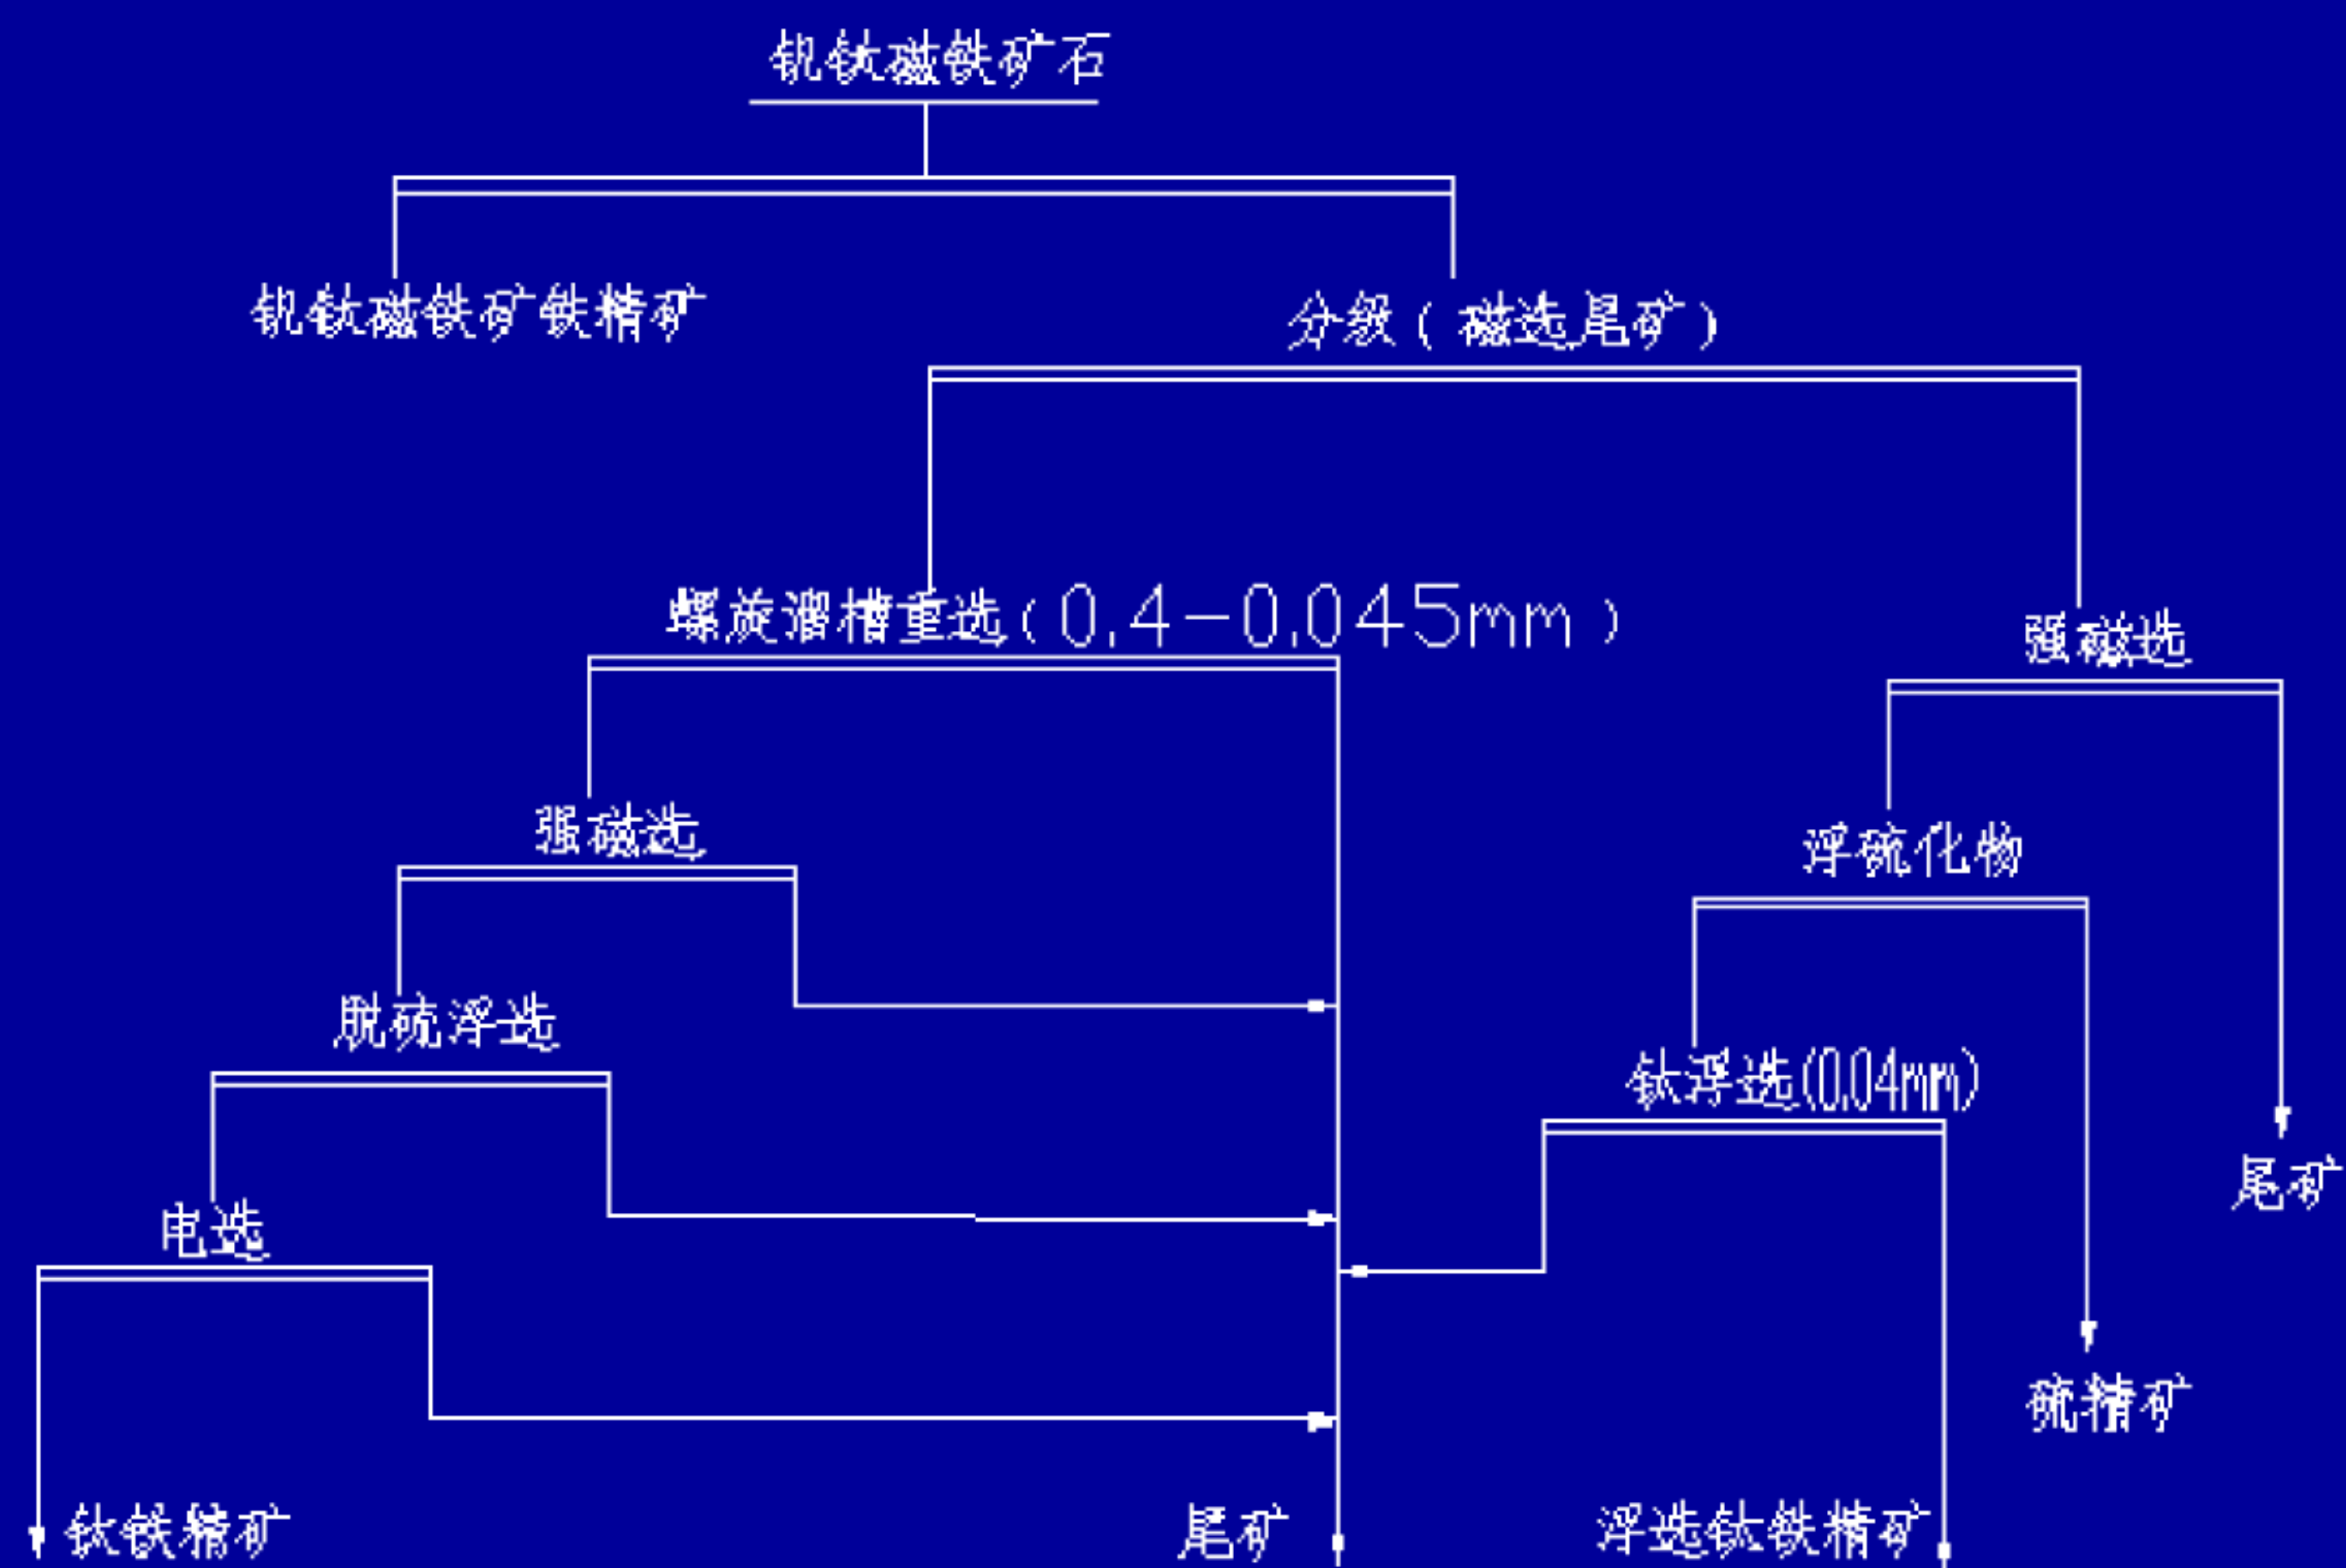 钒钛磁铁矿石
钒钛磁铁矿铁精矿
分级(磁选尾矿)
螺旋溜槽重选(0.4-0.045mm)
强磁选
强磁选
浮硫化物
脱硫浮选
钛浮选(0.04mm)
尾矿
电选
硫精矿
钛铁精矿
尾矿
浮选钛铁精矿